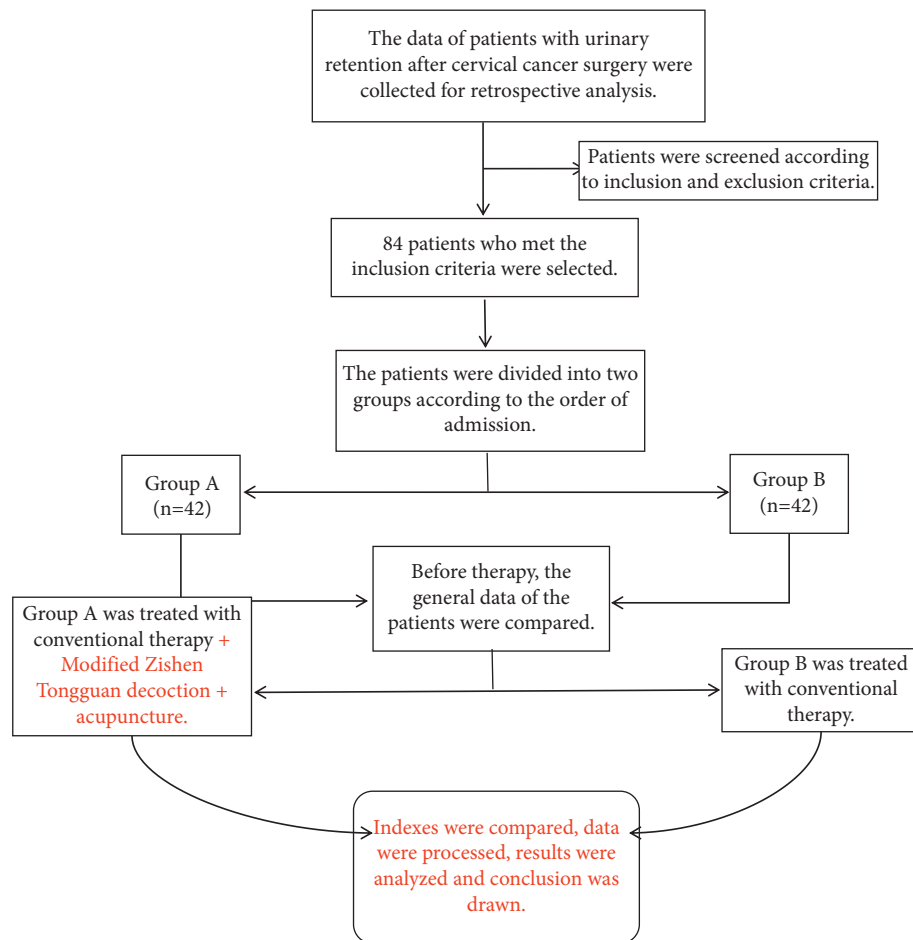 The data of patients with urinary
retention after cervical cancer surgery were
collected for retrospective analysis.
Patients were screened according
to inclusion and exclusion criteria.
84 patients who met the
inclusion criteria were selected.
The patients were divided into two
groups according to the order of
admission.
Group A
(n=42)
Group B
(n=42)
Before therapy, the
general data of the
patients were compared.
Group A was treated with
conventional therapy +
Modified Zishen
Tongguan decoction +
acupuncture.
Group B was treated
with conventional
therapy.
Indexes were compared, data
were processed, results were
analyzed and conclusion was
drawn.